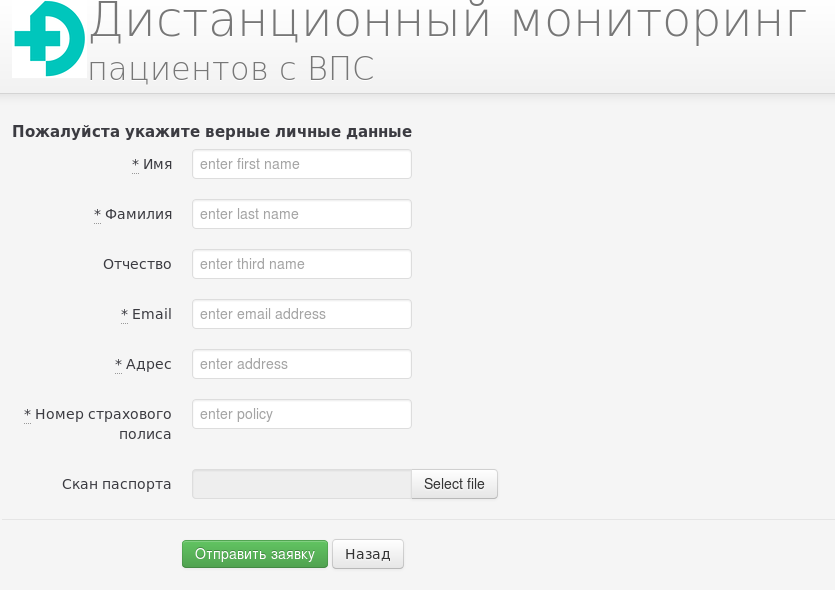 Дистанционный мониторинг
пациентов с ВПС
Пожалуйста укажите верные личные данные
* Имя enter first name
* Фамилия enter last name
Отчество enter third name
* Email enter email address
* Адрес enter address
* Номер страхового enter policy
полиса
Скан паспорта Select file
Отправить заявку Назад